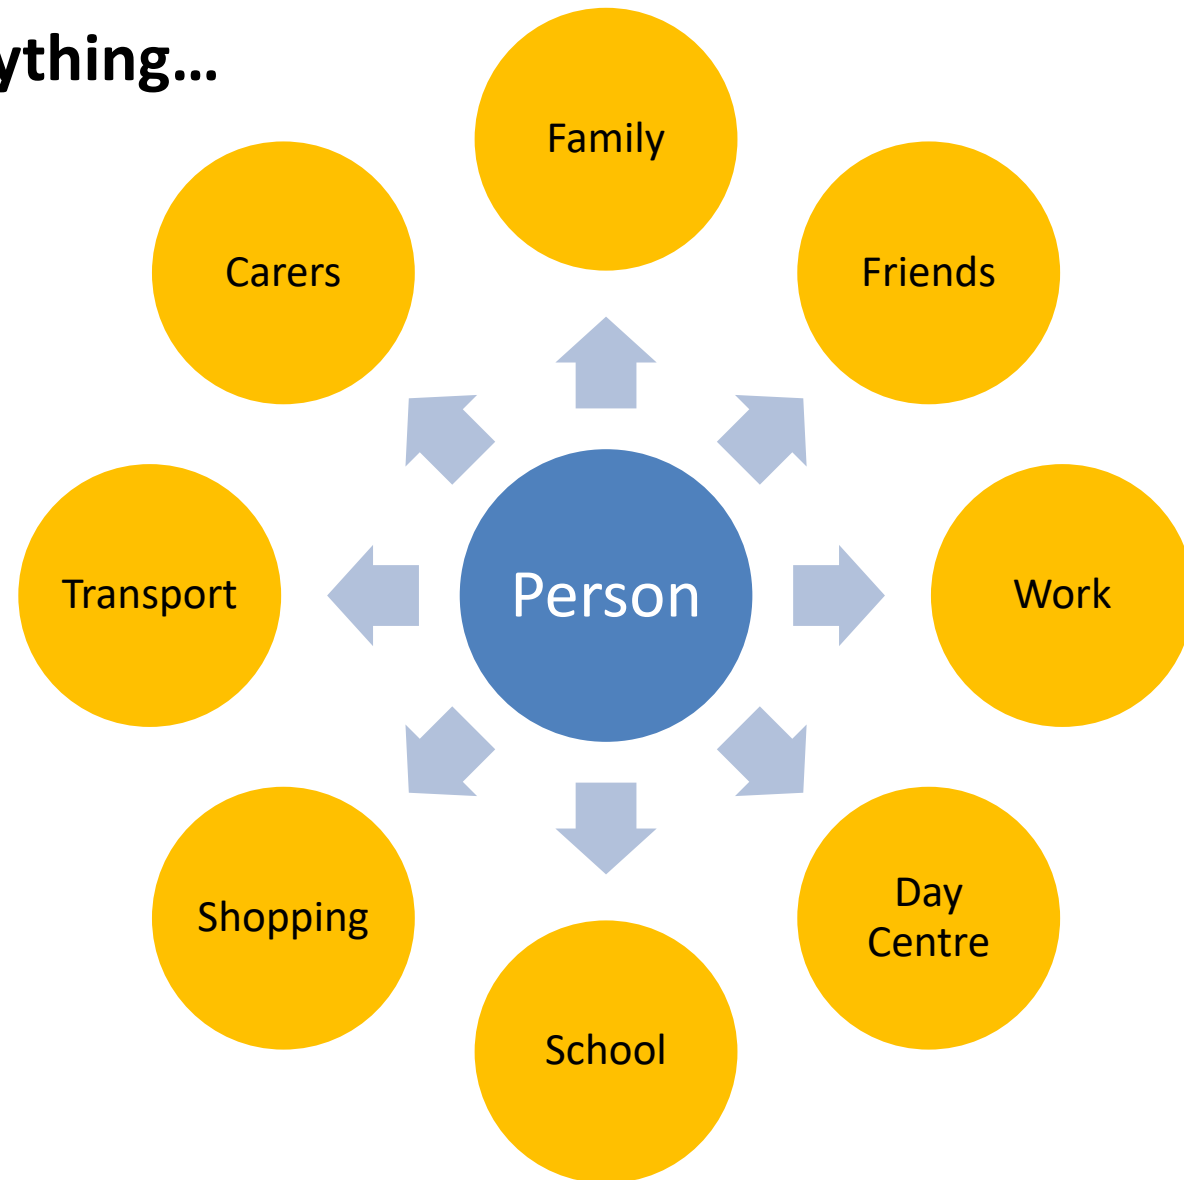 ything...
Family
Friends
Work
Day
Centre
School
Shopping
Transport
Carers
Person